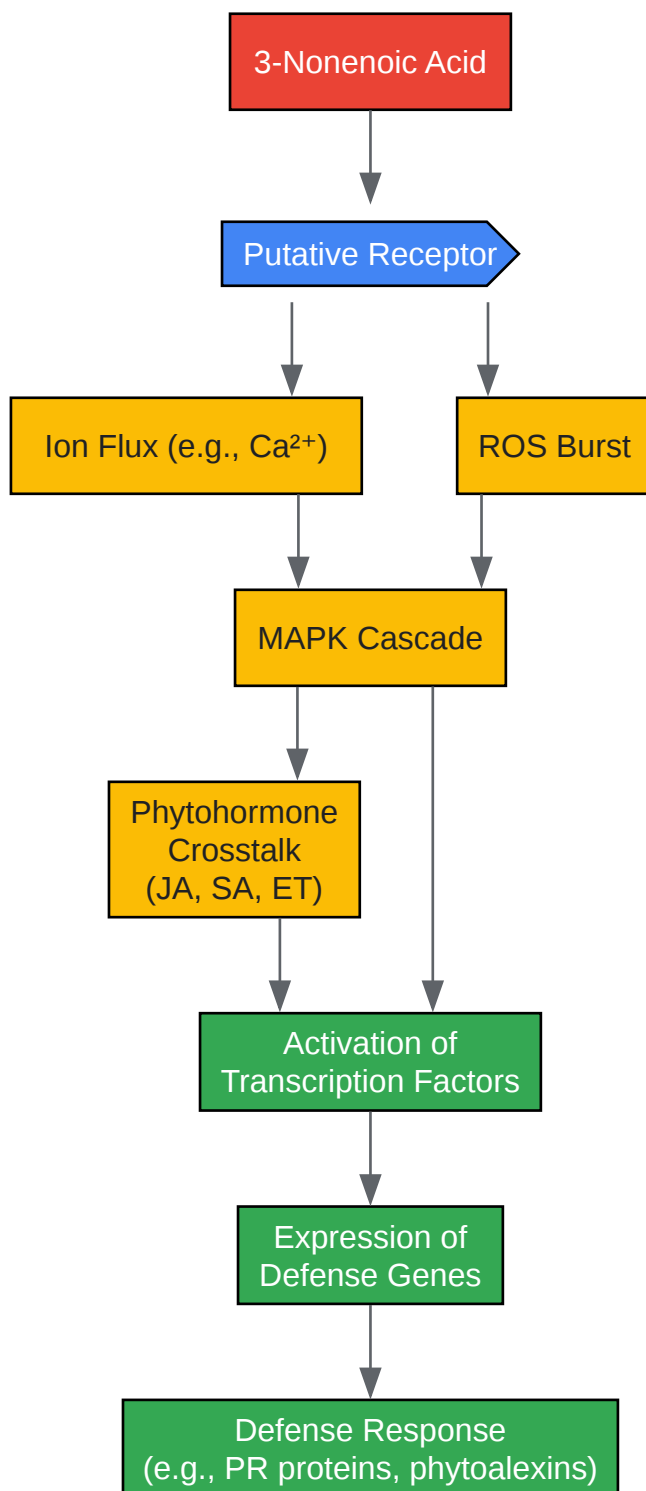 3-Nonenoic Acid
Putative Receptor
Ion Flux (e.g., Ca²⁺)
ROS Burst
MAPK Cascade
Phytohormone
Crosstalk
(JA, SA, ET)
Activation of
Transcription Factors
Expression of
Defense Genes
Defense Response
(e.g., PR proteins, phytoalexins)